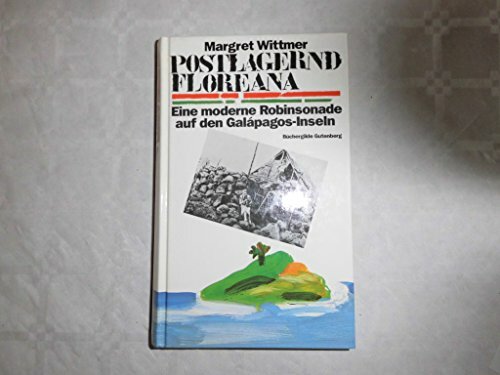 Margret Wittmer
POSTLAGERND
FLOREANA
Eine moderne Robinsonade
auf den Galápagos-Inseln
Büchergilde Gutenberg